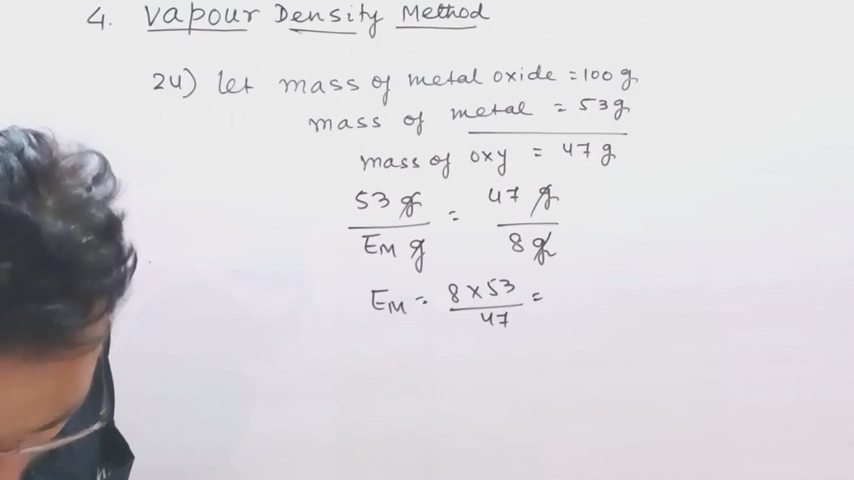 4. Vapour Density Method
24) let mass of metal oxide = 100 g
mass of metal = 53g
mass of oxy = 47 g
53 g / EM g = 47 g / 8 g
EM = 8 x 53 / 47 =